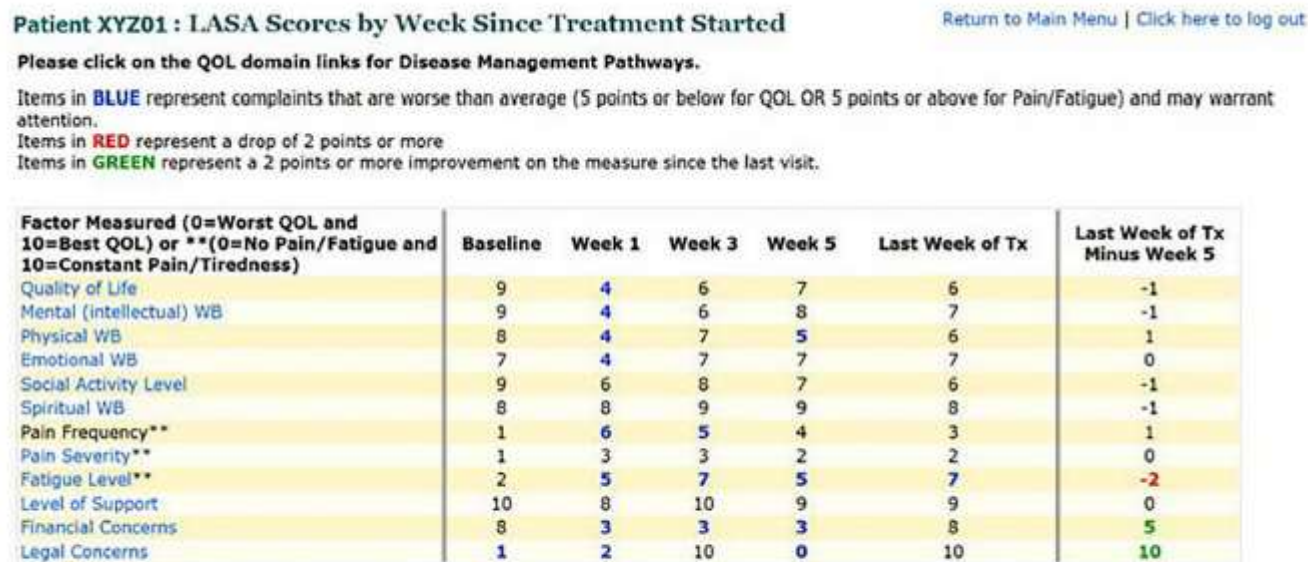 Patient XYZ01 : LASA Scores by Week Since Treatment Started
Return to Main Menu | Click here to log out
Please click on the QOL domain links for Disease Management Pathways.
Items in BLUE represent complaints that are worse than average (5 points or below for QOL OR 5 points or above for Pain/Fatigue) and may warrant
attention.
Items in RED represent a drop of 2 points or more
Items in GREEN represent a 2 points or more improvement on the measure since the last visit.
Factor Measured (0=Worst QOL and
10=Best QOL) or **(0=No Pain/Fatigue and
10=Constant Pain/Tiredness)
Baseline Week 1 Week 3 Week 5 Last Week of Tx
Last Week of Tx
Minus Week 5
Quality of Life 9 4 6 7 6 -1
Mental (intellectual) WB 9 4 6 8 7 -1
Physical WB 8 4 7 5 6 1
Emotional WB 7 4 7 7 7 0
Social Activity Level 9 6 8 7 6 -1
Spiritual WB 8 8 9 9 8 -1
Pain Frequency** 1 6 5 4 3 1
Pain Severity** 1 3 3 2 2 0
Fatigue Level** 2 5 7 5 7 -2
Level of Support 10 8 10 9 9 0
Financial Concerns 8 3 3 3 8 5
Legal Concerns 1 2 10 0 10 10